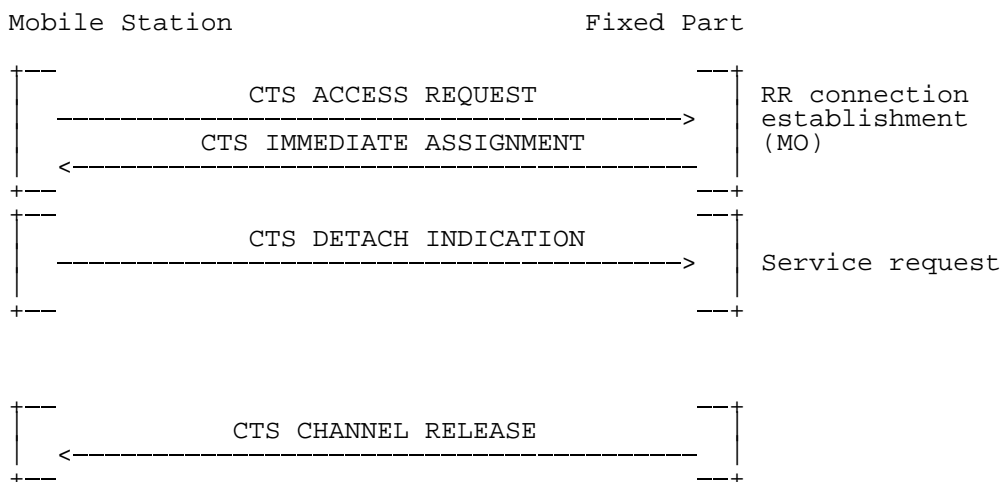 Mobile Station Fixed Part
CTS ACCESS REQUEST RR connection
establishment
CTS IMMEDIATE ASSIGNMENT (MO)
CTS DETACH INDICATION
Service request
CTS CHANNEL RELEASE